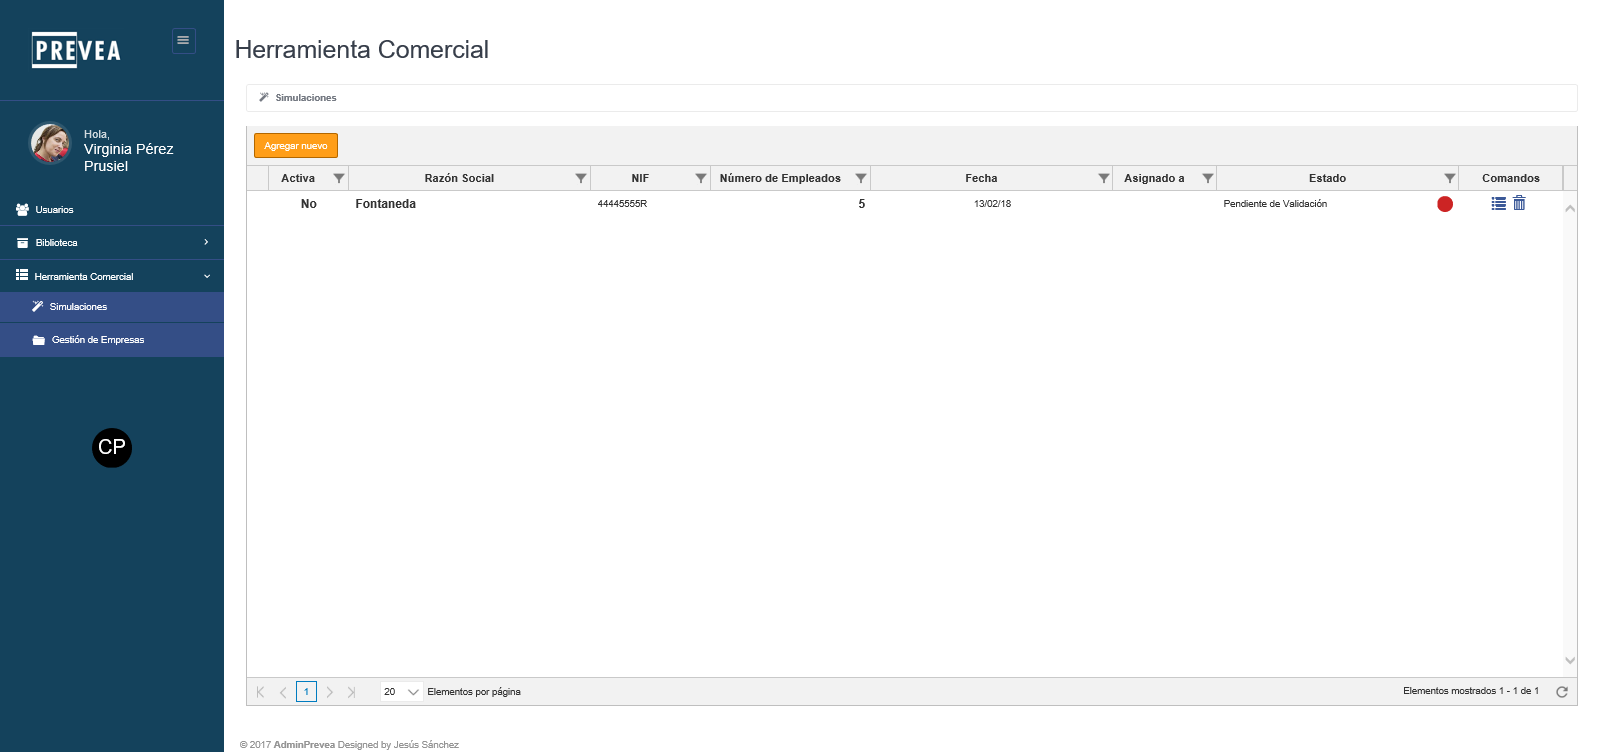 PREVEA
Hola,
Virginia Pérez
Prusiel
Usuarios
Biblioteca
Herramienta Comercial
Simulaciones
Gestión de Empresas
CP
Herramienta Comercial
Simulaciones
Agregar nuevo
Activa Razón Social NIF Número de Empleados Fecha Asignado a Estado Comandos
No Fontaneda 44445555R 5 13/02/18 Pendiente de Validación
1 20 Elementos por página Elementos mostrados 1 - 1 de 1
© 2017 AdminPrevea Designed by Jesús Sánchez